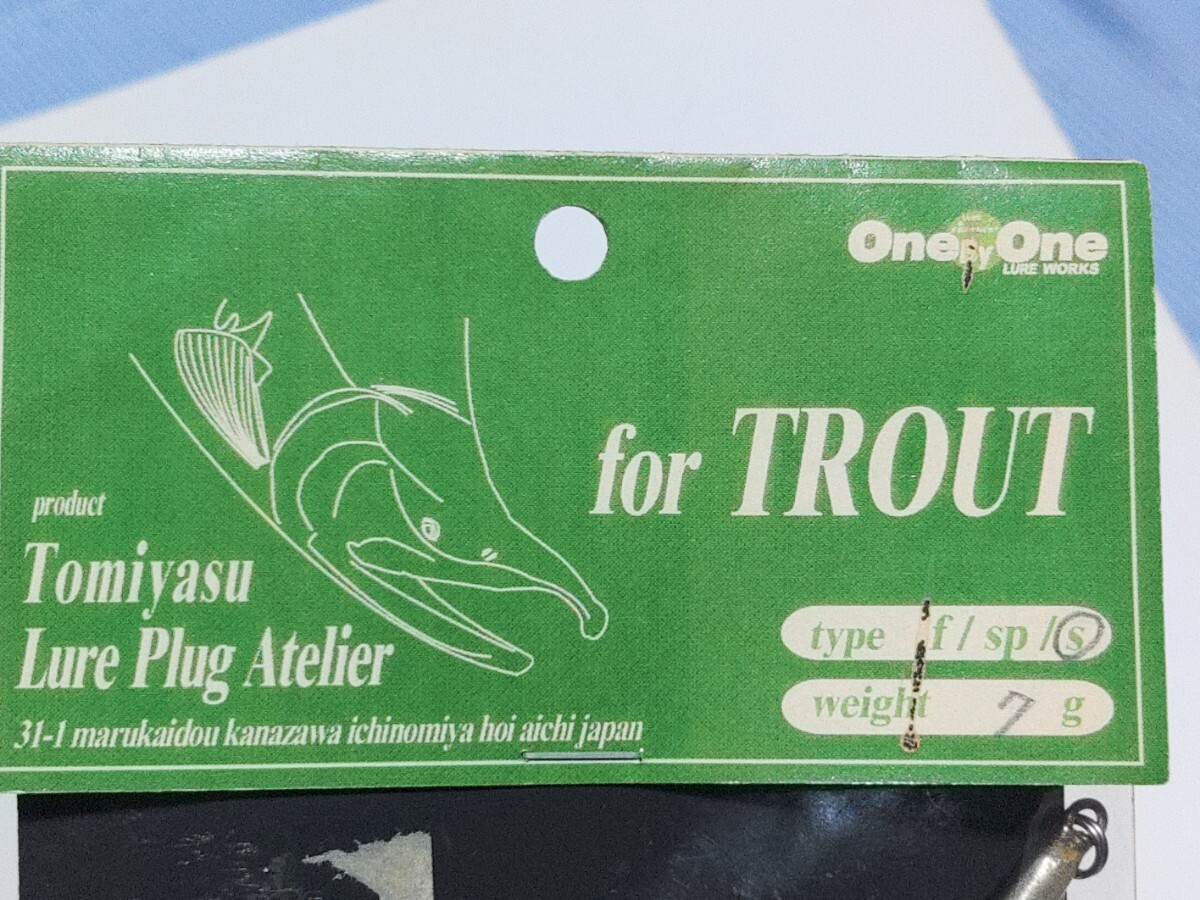 One By One
LURE WORKS
for TROUT
product
Tomiyasu
Lure Plug Atelier
31-1 marukaidou kanazawa ichinomiya hoi aichi japan
type f / sp / s
weight 7 g